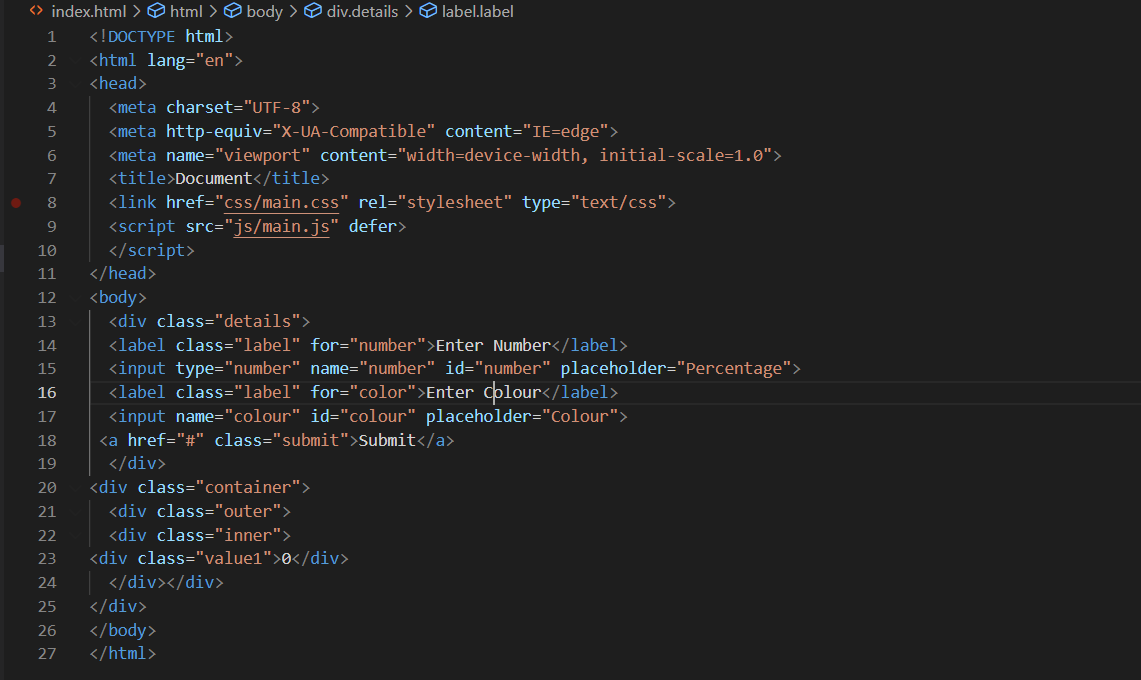 index.html > html > body > div.details > label.label
1 <!DOCTYPE html>
2 <html lang="en">
3 <head>
4   <meta charset="UTF-8">
5   <meta http-equiv="X-UA-Compatible" content="IE=edge">
6   <meta name="viewport" content="width=device-width, initial-scale=1.0">
7   <title>Document</title>
8   <link href="css/main.css" rel="stylesheet" type="text/css">
9   <script src="js/main.js" defer>
10   </script>
11 </head>
12 <body>
13   <div class="details">
14   <label class="label" for="number">Enter Number</label>
15   <input type="number" name="number" id="number" placeholder="Percentage">
16   <label class="label" for="color">Enter Colour</label>
17   <input name="colour" id="colour" placeholder="Colour">
18  <a href="#" class="submit">Submit</a>
19   </div>
20 <div class="container">
21   <div class="outer">
22   <div class="inner">
23 <div class="value1">0</div>
24   </div></div>
25 </div>
26 </body>
27 </html>